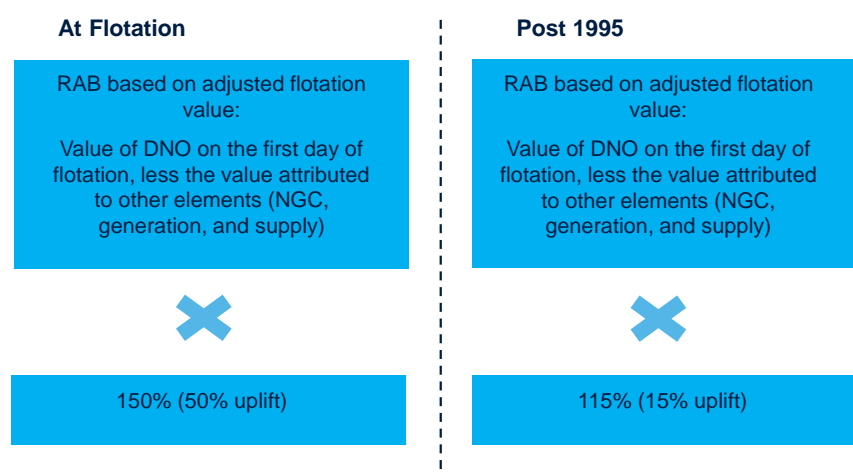 At Flotation
RAB based on adjusted flotation
value:
Value of DNO on the first day of
flotation, less the value attributed
to other elements (NGC,
generation, and supply)
150% (50% uplift)
Post 1995
RAB based on adjusted flotation
value:
Value of DNO on the first day of
flotation, less the value attributed
to other elements (NGC,
generation, and supply)
115% (15% uplift)